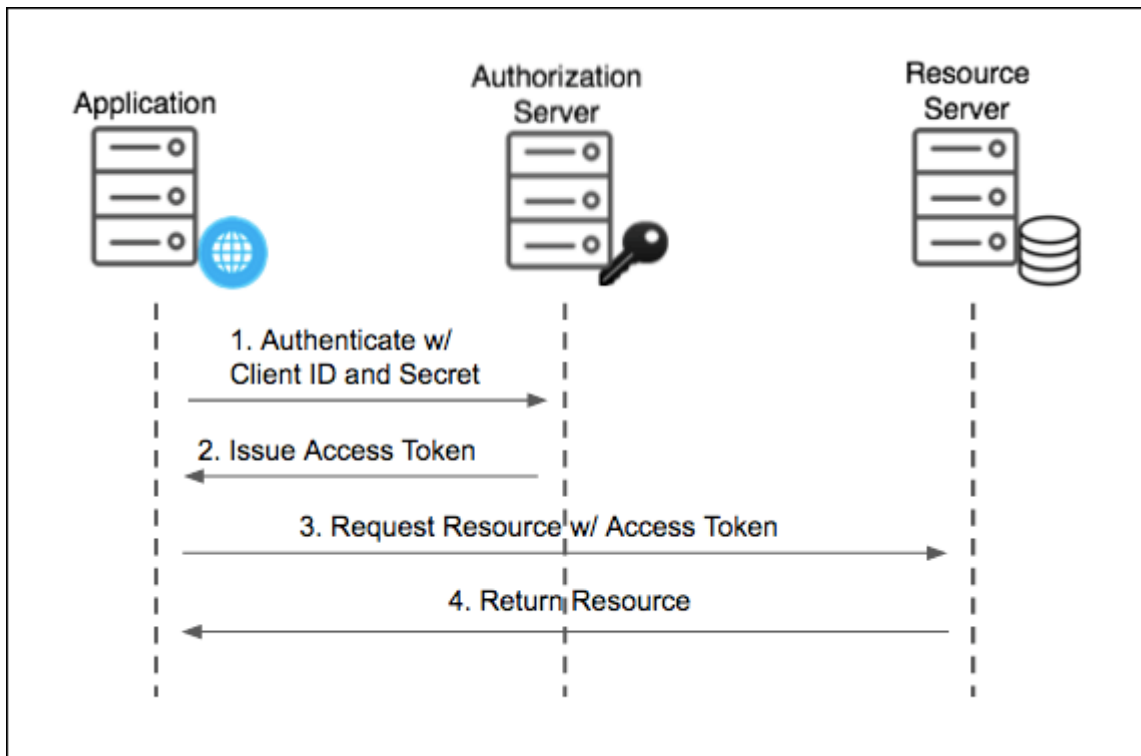 Application
Authorization
Server
Resource
Server
1. Authenticate w/
Client ID and Secret
2. Issue Access Token
3. Request Resource w/ Access Token
4. Return Resource